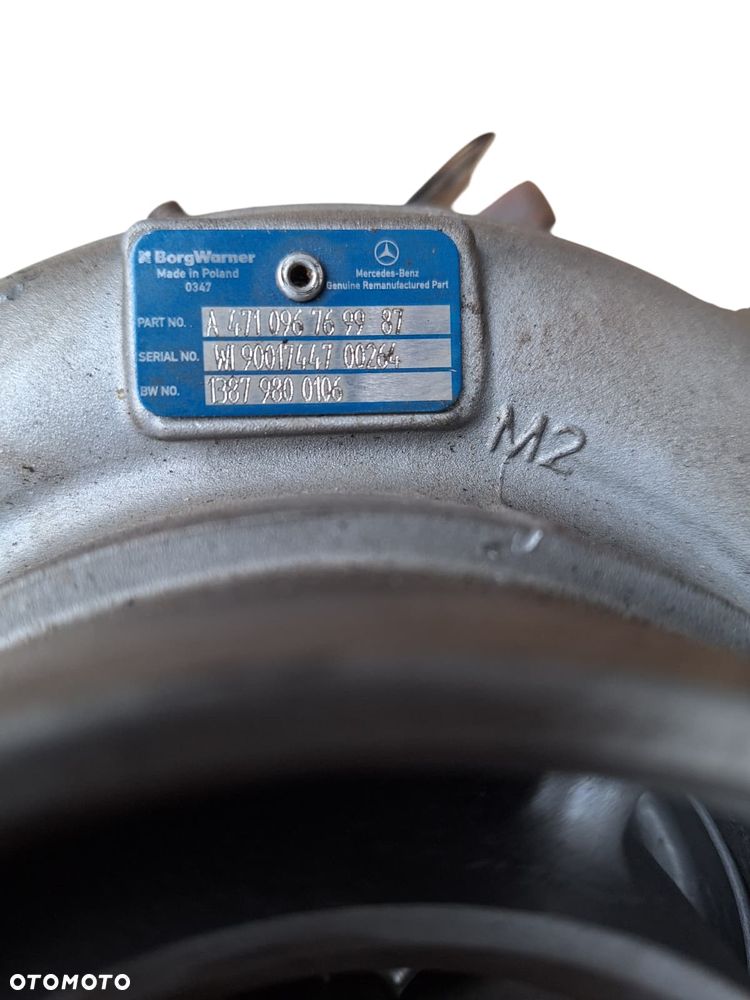 BorgWarner
Made in Poland
0347
Mercedes-Benz
Genuine Remanufactured Part
PART NO. A 471 096 76 99 87
SERIAL NO. WI 90017447 00264
BW NO. 1387 980 0106
M2
OTOMOTO